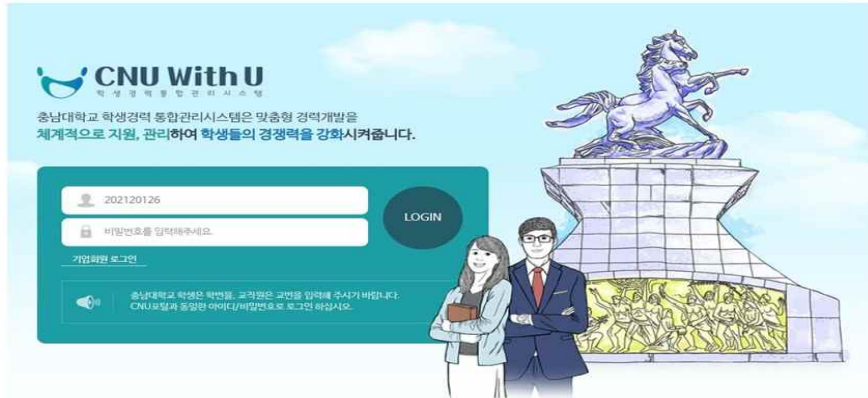 CNU With U
학생경력통합관리시스템
충남대학교 학생경력 통합관리시스템은 맞춤형 경력개발을
체계적으로 지원, 관리하여 학생들의 경쟁력을 강화시켜줍니다.
202120126
비밀번호를 입력해주세요.
LOGIN
기업회원 로그인
충남대학교 학생은 학번을, 교직원은 교번을 입력해 주시기 바랍니다.
CNU포털과 동일한 아이디/비밀번호로 로그인 하십시오.